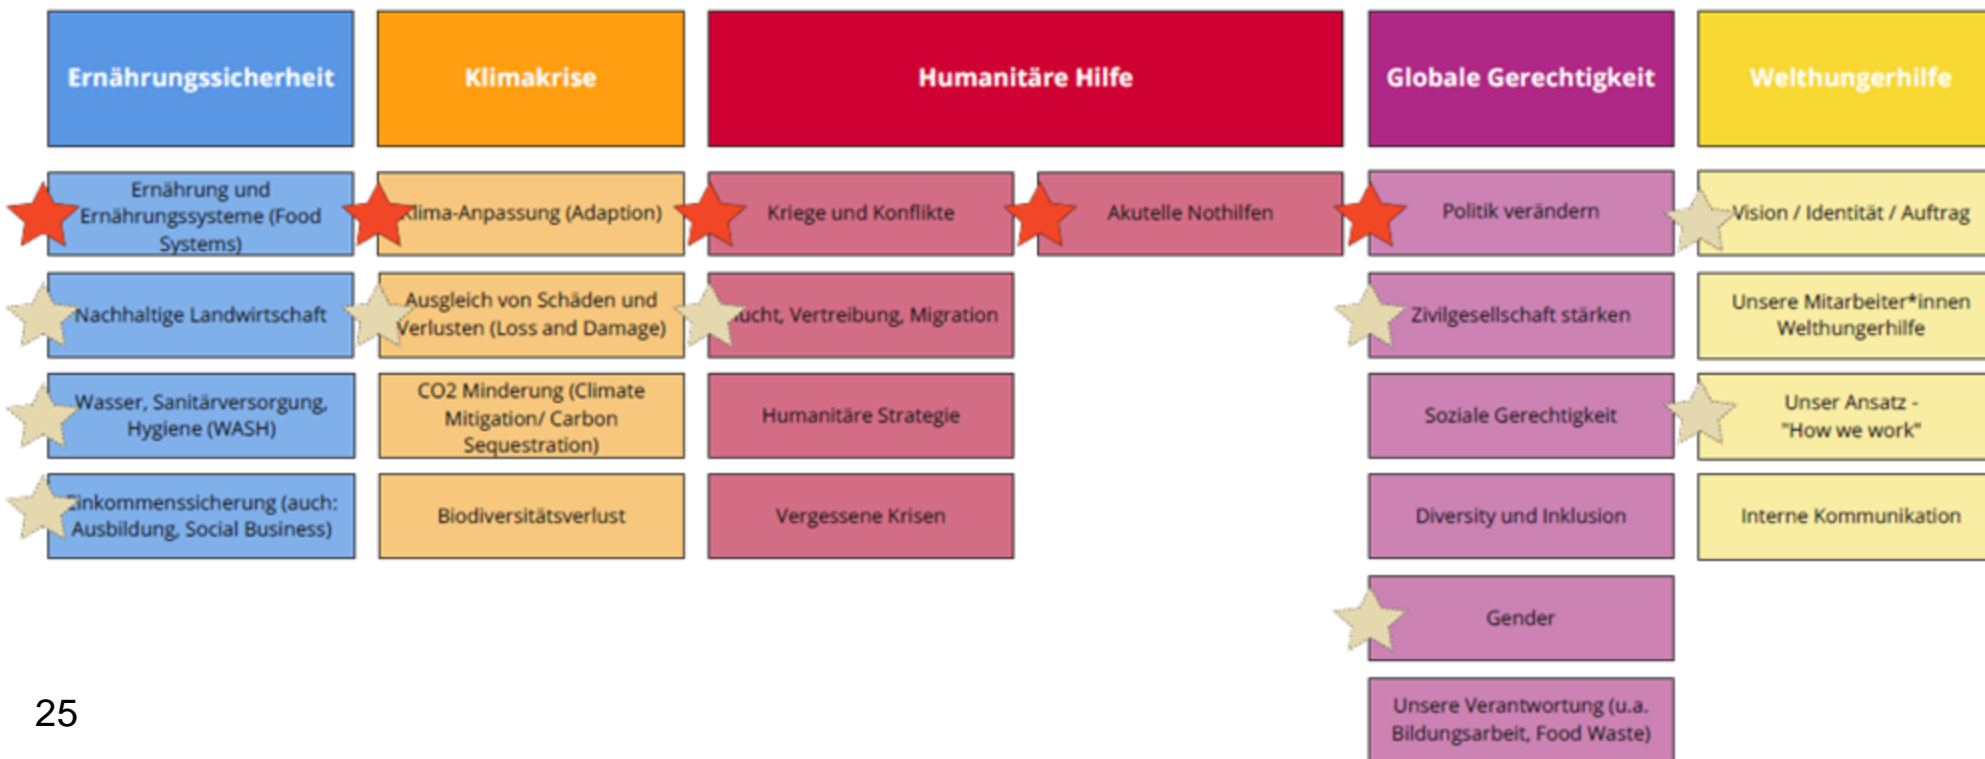 Ernährungssicherheit
Klimakrise
Humanitäre Hilfe
Globale Gerechtigkeit
Welthungerhilfe
Ernährung und
Ernährungssysteme (Food
Systems)
Klima-Anpassung (Adaption)
Kriege und Konflikte
Akutelle Nothilfen
Politik verändern
Vision / Identität / Auftrag
Nachhaltige Landwirtschaft
Ausgleich von Schäden und
Verlusten (Loss and Damage)
Flucht, Vertreibung, Migration
Zivilgesellschaft stärken
Unsere Mitarbeiter*innen
Welthungerhilfe
Wasser, Sanitärversorgung,
Hygiene (WASH)
CO2 Minderung (Climate
Mitigation/ Carbon
Sequestration)
Humanitäre Strategie
Soziale Gerechtigkeit
Unser Ansatz -
"How we work"
Einkommenssicherung (auch:
Ausbildung, Social Business)
Biodiversitätsverlust
Vergessene Krisen
Diversity und Inklusion
Interne Kommunikation
Gender
Unsere Verantwortung (u.a.
Bildungsarbeit, Food Waste)
25